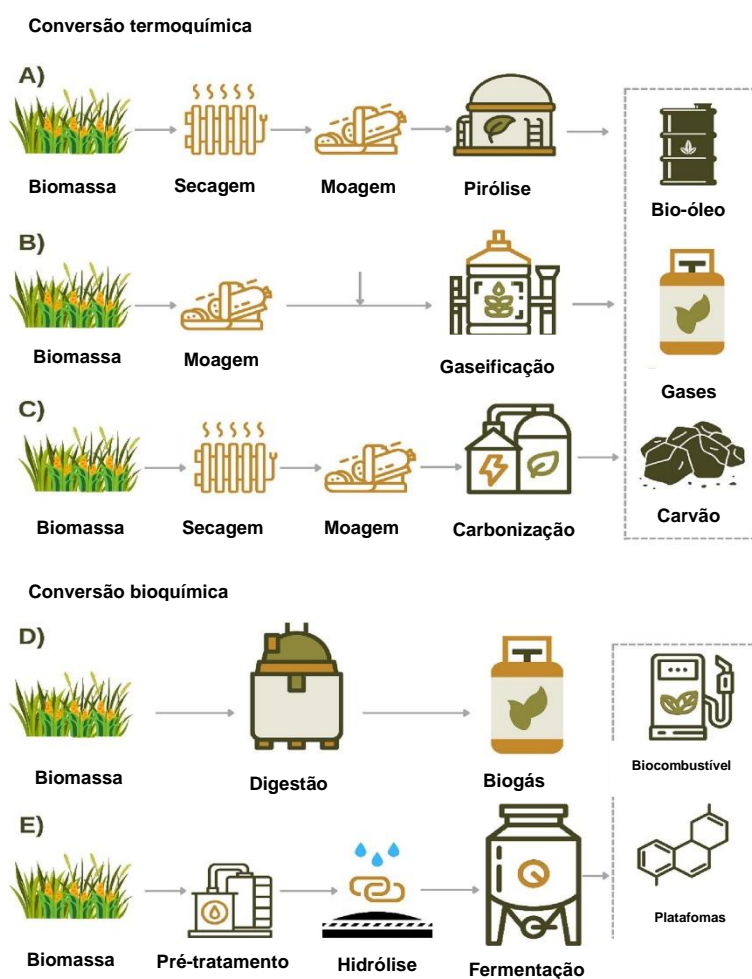 Conversão termoquímica
A)
Biomassa
Secagem
Moagem
Pirólise
Bio-óleo
B)
Biomassa
Moagem
Gaseificação
Gases
C)
Biomassa
Secagem
Moagem
Carbonização
Carvão
Conversão bioquímica
D)
Biomassa
Digestão
Biogás
Biocombustível
E)
Biomassa
Pré-tratamento
Hidrólise
Fermentação
Platafomas